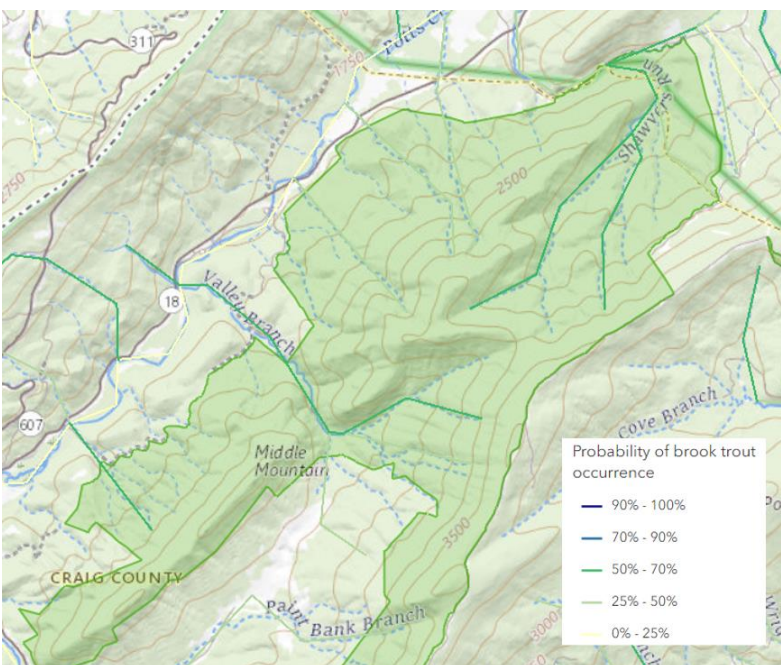 311
Potts C
1750
Shawvers Run
2750
2500
Valley Branch
18
607
Cove Branch
Middle
Mountain
3500
CRAIG COUNTY
Paint
Bank Branch
3000
Probability of brook trout
occurrence
90% - 100%
70% - 90%
50% - 70%
25% - 50%
0% - 25%
Po